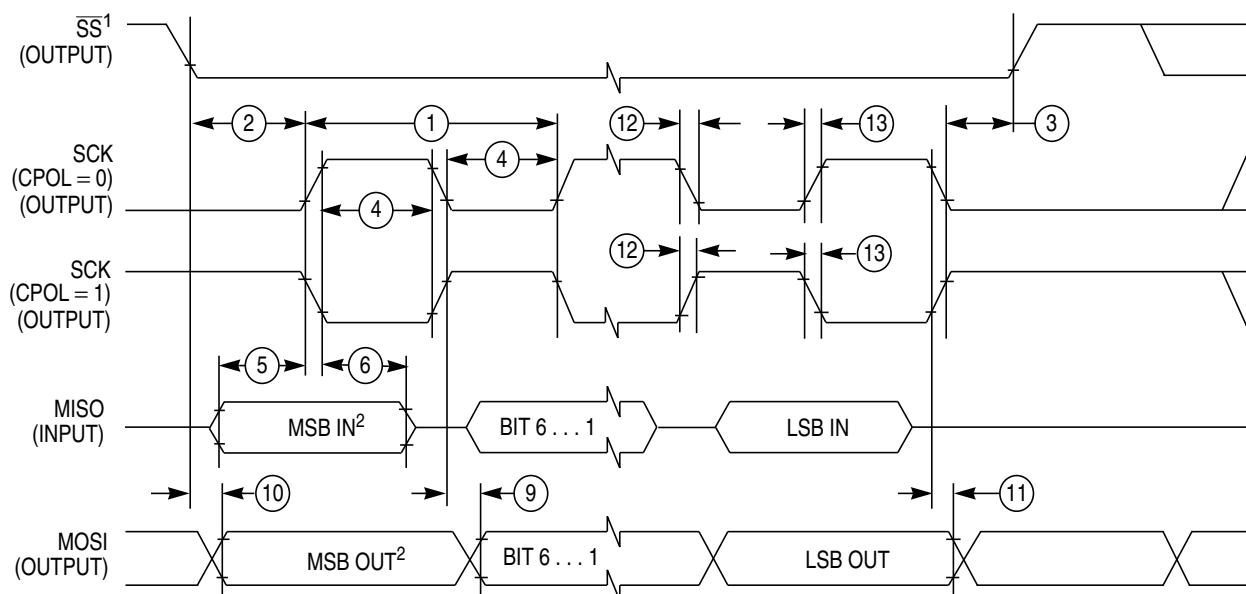 SS¹
(OUTPUT)
2
1
12
13
3
SCK
(CPOL = 0)
(OUTPUT)
4
4
SCK
(CPOL = 1)
(OUTPUT)
12
13
5
6
MISO
(INPUT)
MSB IN²
BIT 6 . . . 1
LSB IN
10
9
11
MOSI
(OUTPUT)
MSB OUT²
BIT 6 . . . 1
LSB OUT